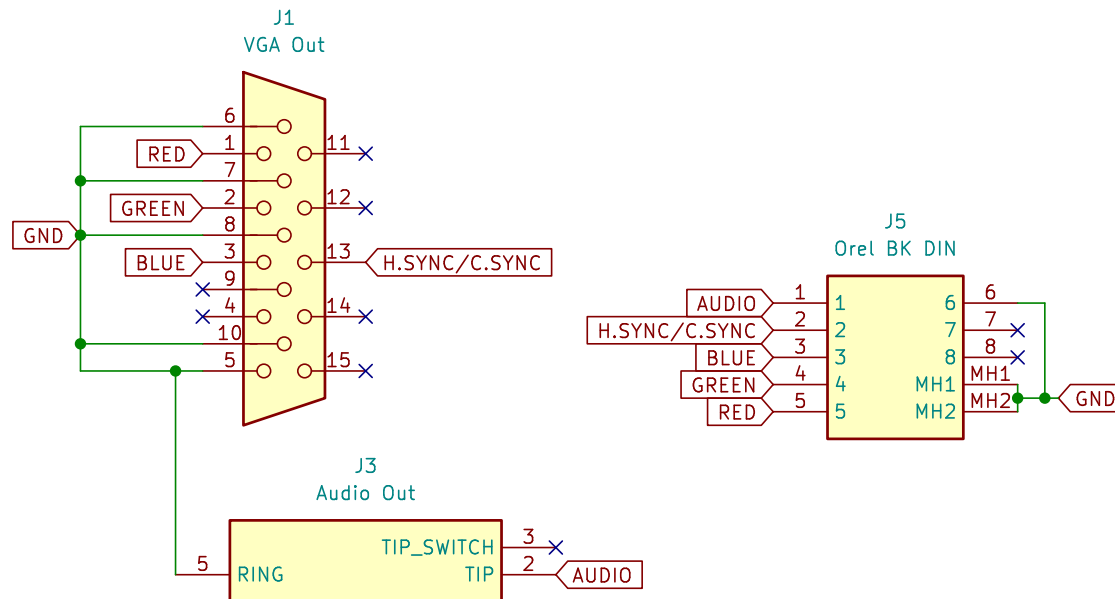 J1
VGA Out
6
RED
1
11
7
GREEN
2
12
GND
8
BLUE
3
13
H.SYNC/C.SYNC
9
4
14
10
5
15
J5
Orel BK DIN
AUDIO
1
1
6
6
H.SYNC/C.SYNC
2
2
7
7
BLUE
3
3
8
8
GREEN
4
4
MH1
MH1
RED
5
5
MH2
MH2
GND
J3
Audio Out
TIP_SWITCH
3
5
RING
TIP
2
AUDIO